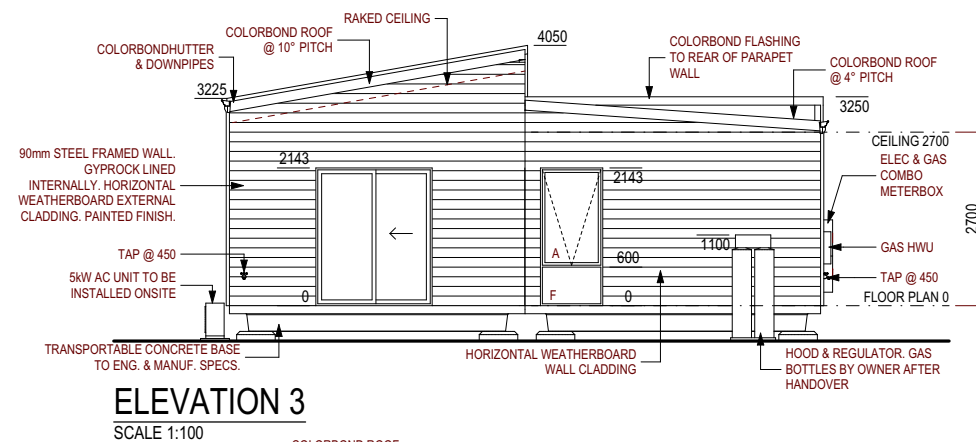 RAKED CEILING
COLORBOND ROOF
@ 10° PITCH
4050
COLORBONDHUTTER
& DOWNPIPES
COLORBOND FLASHING
TO REAR OF PARAPET
WALL
COLORBOND ROOF
@ 4° PITCH
3225
3250
CEILING 2700
90mm STEEL FRAMED WALL.
GYPROCK LINED
INTERNALLY. HORIZONTAL
WEATHERBOARD EXTERNAL
CLADDING. PAINTED FINISH.
2143
2143
ELEC & GAS
COMBO
METERBOX
2700
TAP @ 450
A
600
1100
GAS HWU
5kW AC UNIT TO BE
INSTALLED ONSITE
TAP @ 450
0
F
0
FLOOR PLAN 0
TRANSPORTABLE CONCRETE BASE
TO ENG. & MANUF. SPECS.
HORIZONTAL WEATHERBOARD
WALL CLADDING
HOOD & REGULATOR. GAS
BOTTLES BY OWNER AFTER
HANDOVER
ELEVATION 3
SCALE 1:100